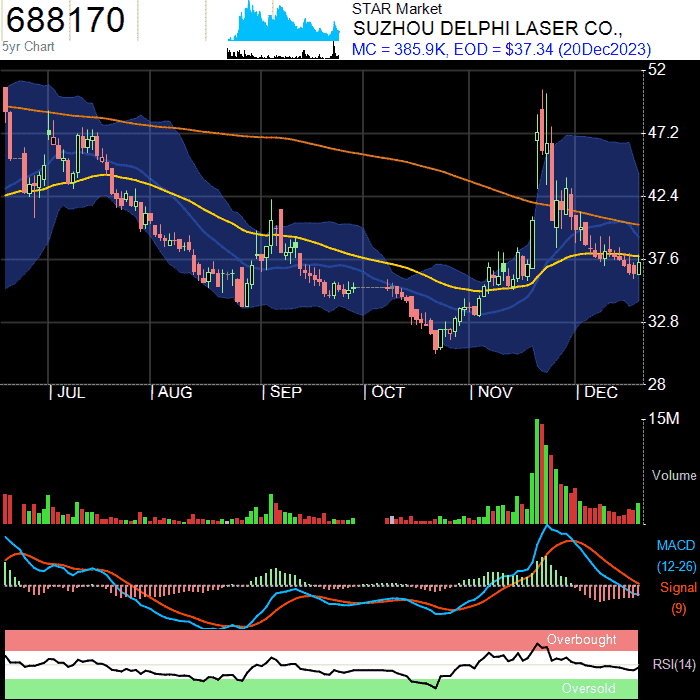 688170
5yr Chart
STAR Market
SUZHOU DELPHI LASER CO.,
MC = 385.9K, EOD = $37.34 (20Dec2023)
52
47.2
42.4
37.6
32.8
28
| JUL | AUG | SEP | OCT | NOV | DEC
15M
Volume
MACD
(12-26)
Signal
(9)
Overbought
RSI(14)
Oversold